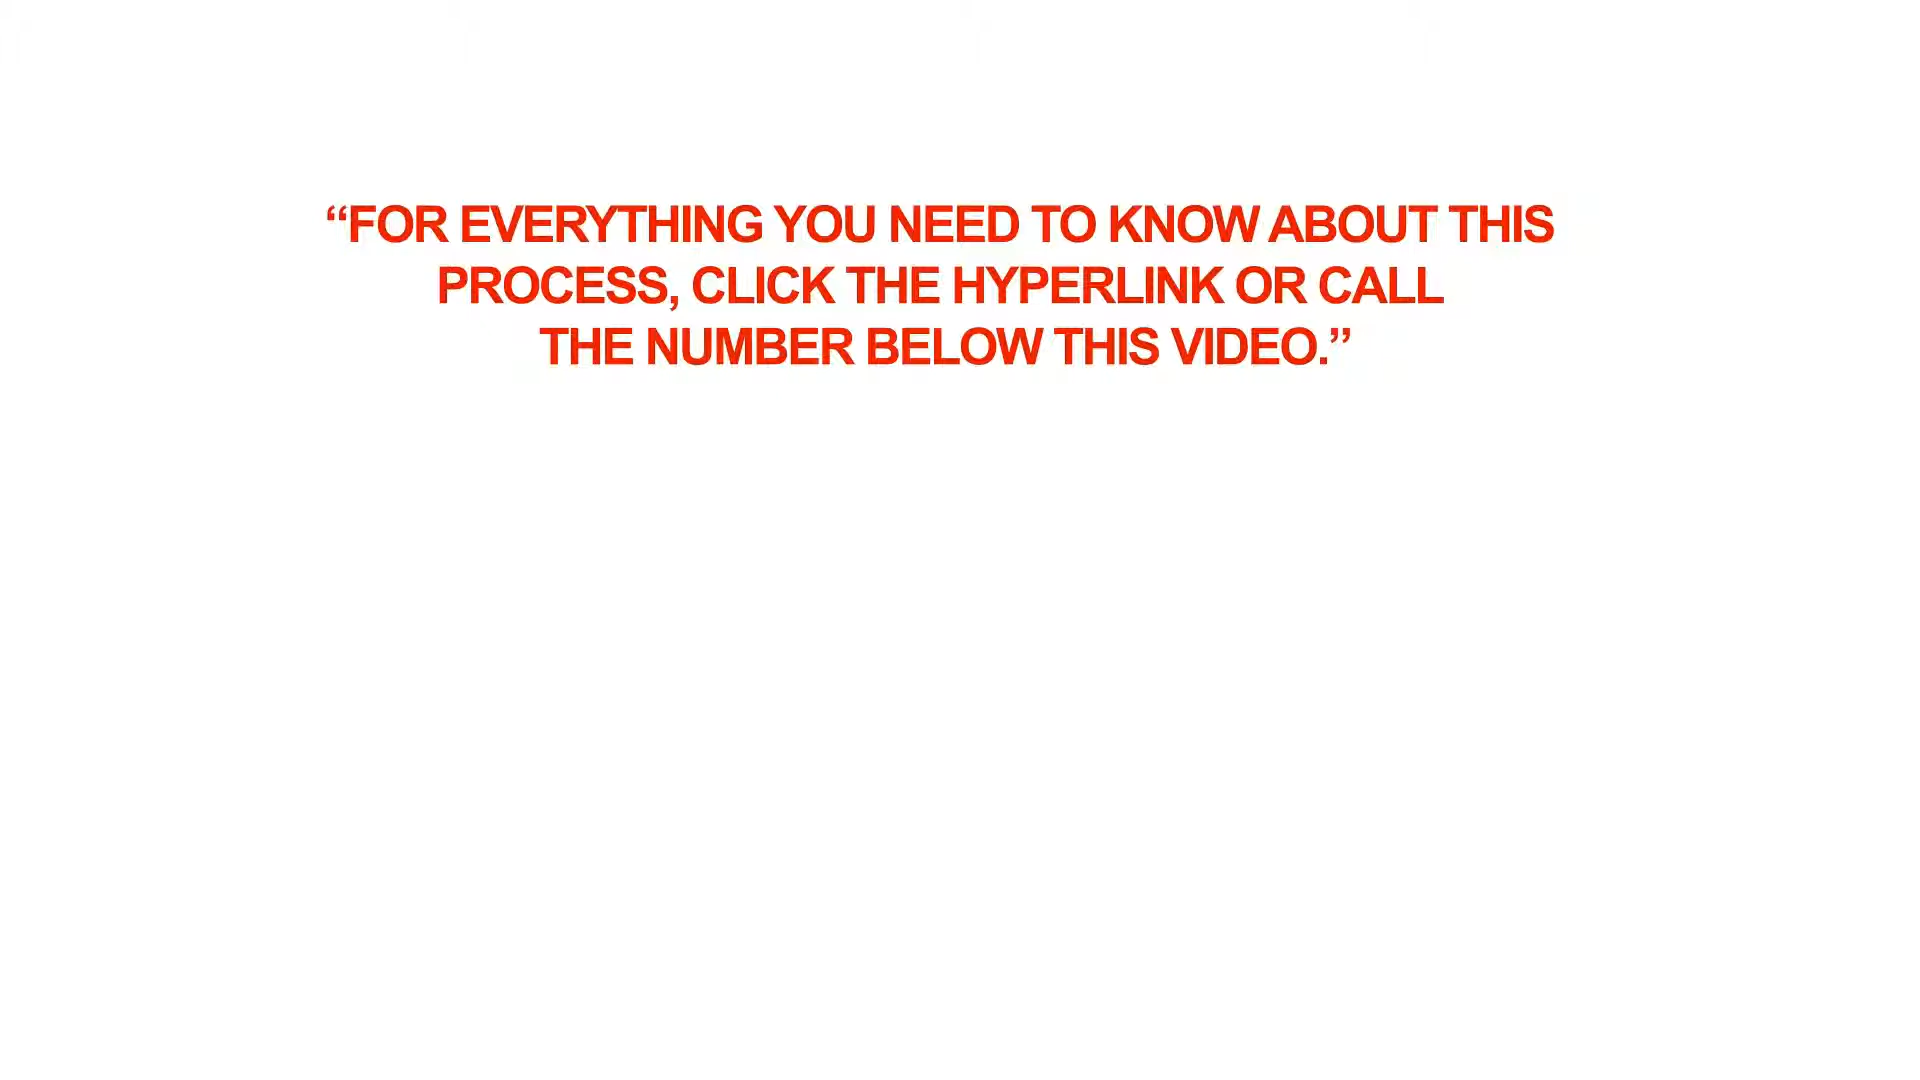 “FOR EVERYTHING YOU NEED TO KNOW ABOUT THIS
PROCESS, CLICK THE HYPERLINK OR CALL
THE NUMBER BELOW THIS VIDEO.”